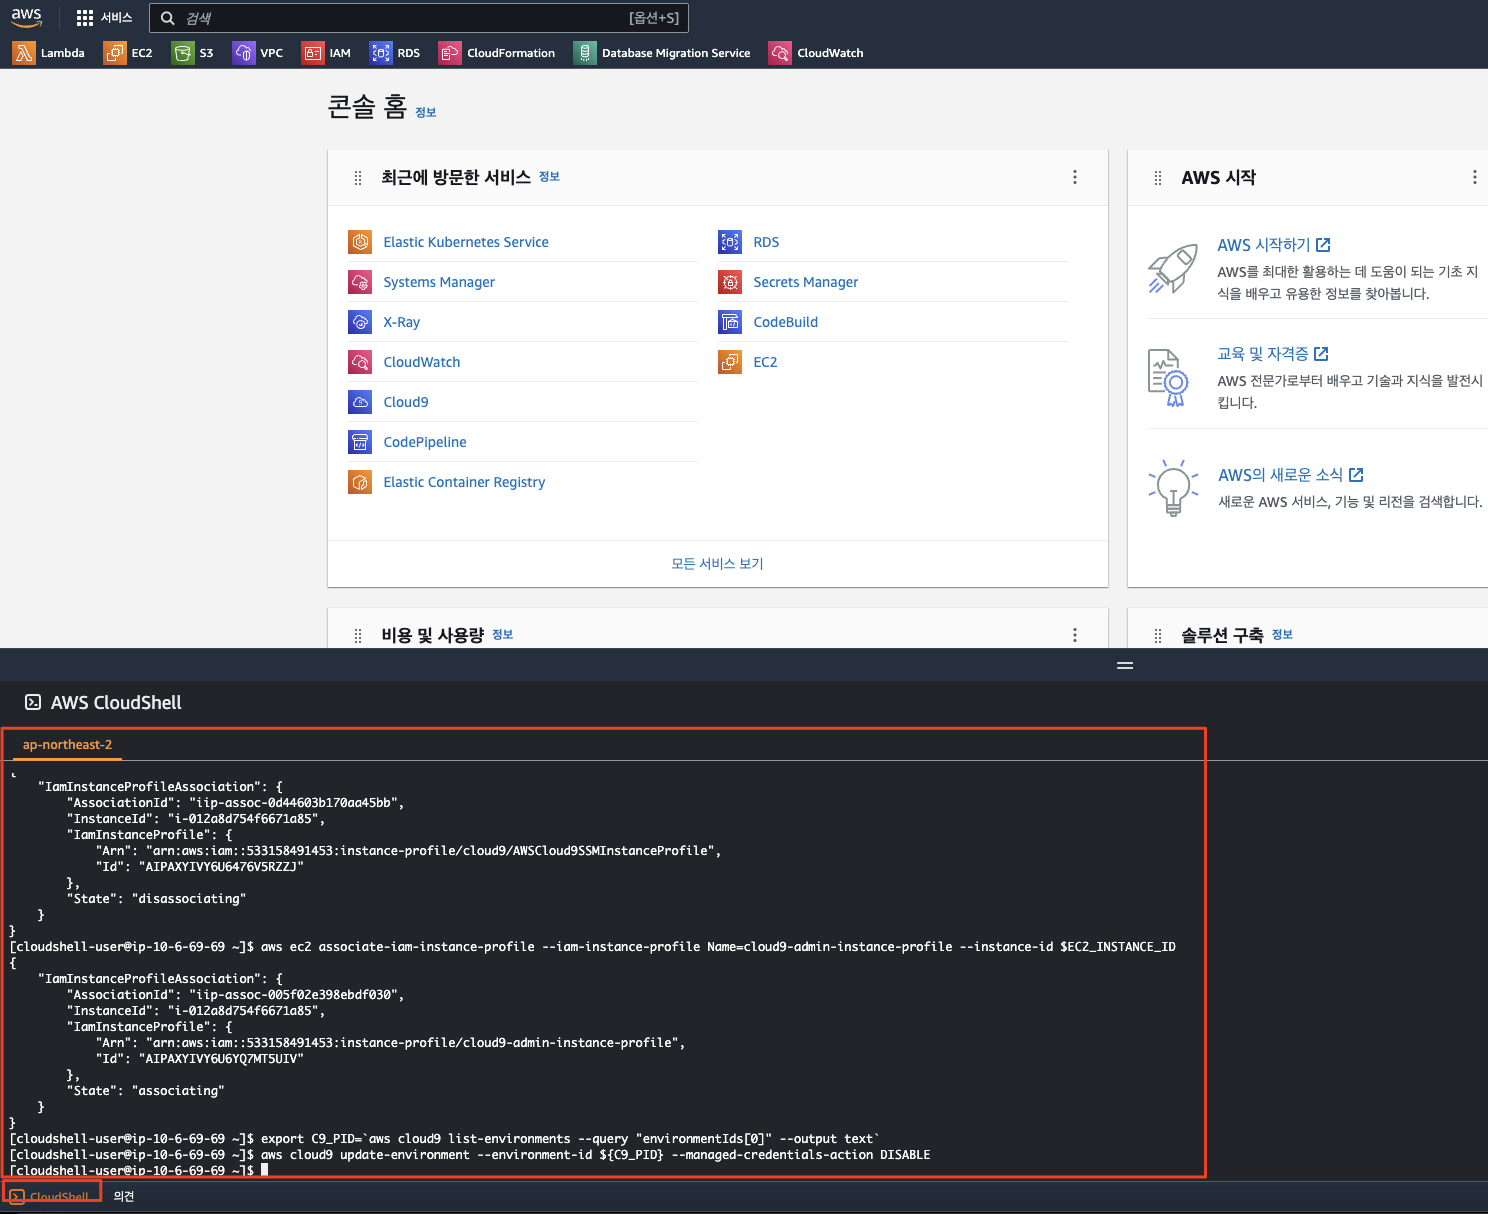 aws
서비스
검색
[옵션+S]
Lambda
EC2
S3
VPC
IAM
RDS
CloudFormation
Database Migration Service
CloudWatch
콘솔 홈 정보
최근에 방문한 서비스 정보
Elastic Kubernetes Service
Systems Manager
X-Ray
CloudWatch
Cloud9
CodePipeline
Elastic Container Registry
RDS
Secrets Manager
CodeBuild
EC2
모든 서비스 보기
AWS 시작
AWS 시작하기
AWS를 최대한 활용하는 데 도움이 되는 기초 지
식을 배우고 유용한 정보를 찾아봅니다.
교육 및 자격증
AWS 전문가로부터 배우고 기술과 지식을 발전시
킵니다.
AWS의 새로운 소식
새로운 AWS 서비스, 기능 및 리전을 검색합니다.
비용 및 사용량 정보
솔루션 구축 정보
AWS CloudShell
ap-northeast-2
{
"IamInstanceProfileAssociation": {
"AssociationId": "iip-assoc-0d44603b170aa45bb",
"InstanceId": "i-012a8d754f6671a85",
"IamInstanceProfile": {
"Arn": "arn:aws:iam::533158491453:instance-profile/cloud9/AWSCloud9SSMInstanceProfile",
"Id": "AIPAXYIVY6U6476V5RZZJ"
},
"State": "disassociating"
}
}
[cloudshell-user@ip-10-6-69-69 ~]$ aws ec2 associate-iam-instance-profile --iam-instance-profile Name=cloud9-admin-instance-profile --instance-id $EC2_INSTANCE_ID
{
"IamInstanceProfileAssociation": {
"AssociationId": "iip-assoc-005f02e398ebdf030",
"InstanceId": "i-012a8d754f6671a85",
"IamInstanceProfile": {
"Arn": "arn:aws:iam::533158491453:instance-profile/cloud9-admin-instance-profile",
"Id": "AIPAXYIVY6U6YQ7MT5UIV"
},
"State": "associating"
}
}
[cloudshell-user@ip-10-6-69-69 ~]$ export C9_PID=`aws cloud9 list-environments --query "environmentIds[0]" --output text`
[cloudshell-user@ip-10-6-69-69 ~]$ aws cloud9 update-environment --environment-id ${C9_PID} --managed-credentials-action DISABLE
[cloudshell-user@ip-10-6-69-69 ~]$
CloudShell
의견